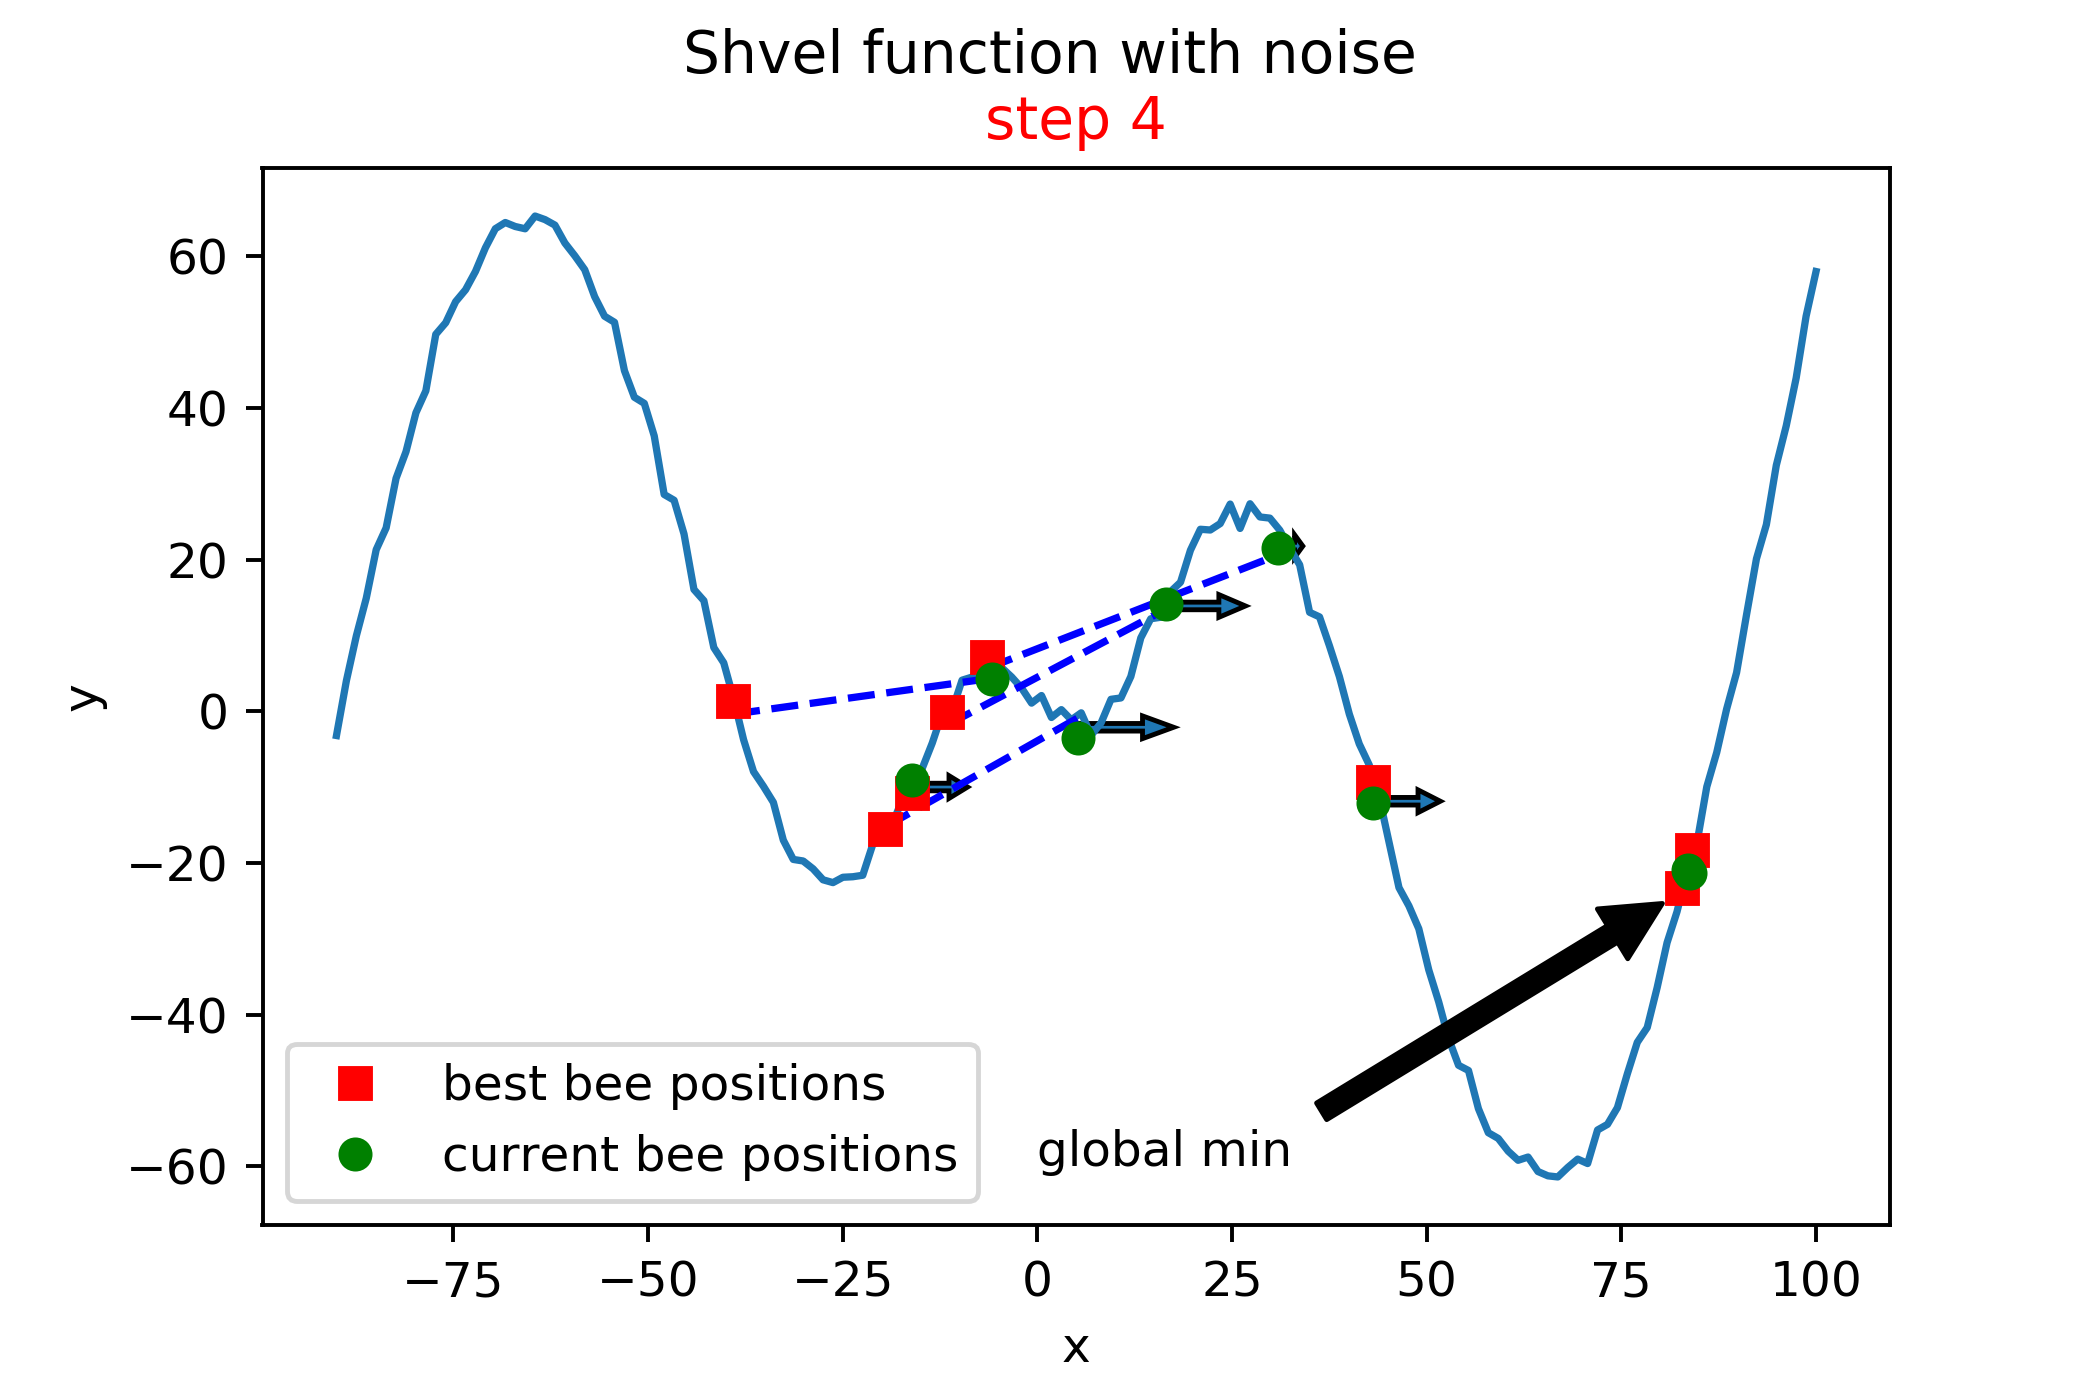 Shvel function with noise
step 4
60
40
20
0
−20
−40
−60
y
best bee positions
current bee positions
global min
−75 −50 −25 0 25 50 75 100
x